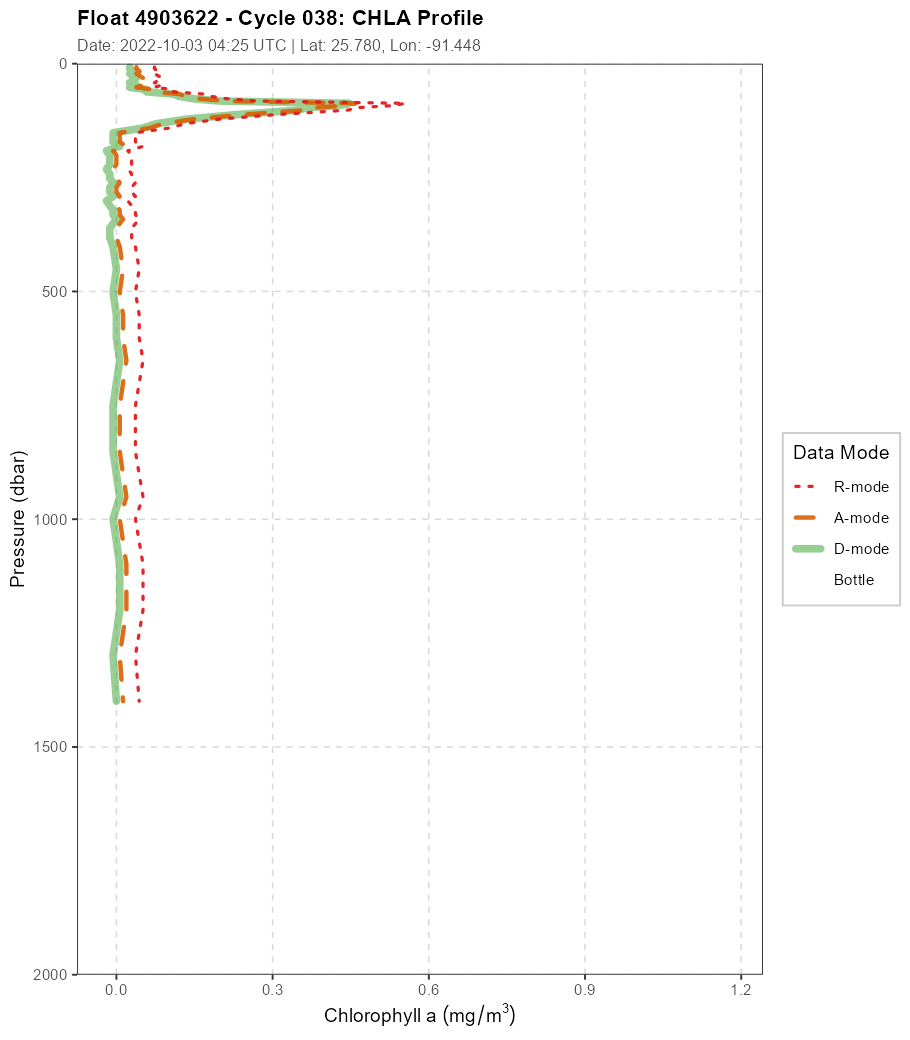 Float 4903622 - Cycle 038: CHLA Profile
Date: 2022-10-03 04:25 UTC | Lat: 25.780, Lon: -91.448
0
500
1000
1500
2000
Pressure (dbar)
0.0 0.3 0.6 0.9 1.2
Chlorophyll a (mg/m³)
Data Mode
R-mode
A-mode
D-mode
Bottle